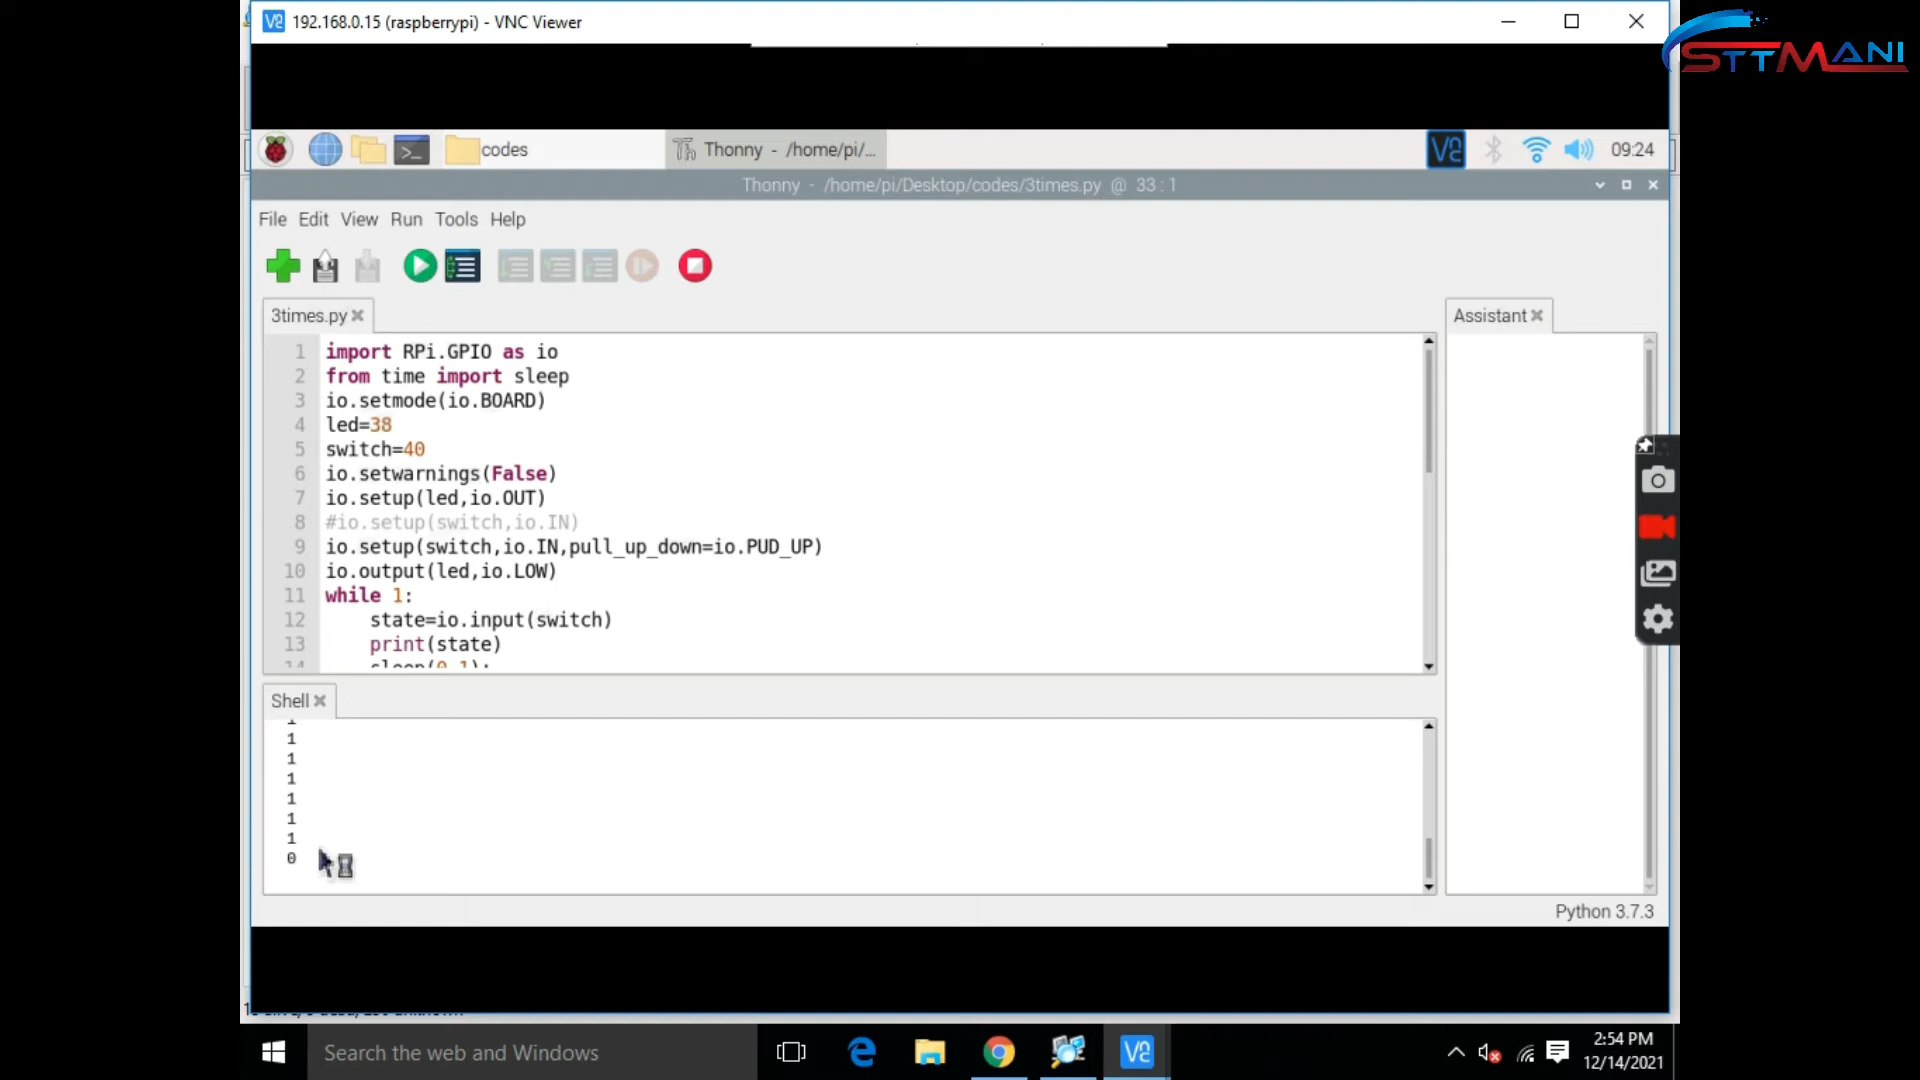 192.168.0.15 (raspberrypi) - VNC Viewer
STTMANI
codes
Thonny - /home/pi/...
09:24
Thonny - /home/pi/Desktop/codes/3times.py @ 33 : 1
File Edit View Run Tools Help
3times.py
Assistant
1 import RPi.GPIO as io
2 from time import sleep
3 io.setmode(io.BOARD)
4 led=38
5 switch=40
6 io.setwarnings(False)
7 io.setup(led,io.OUT)
8 #io.setup(switch,io.IN)
9 io.setup(switch,io.IN,pull_up_down=io.PUD_UP)
10 io.output(led,io.LOW)
11 while 1:
12 state=io.input(switch)
13 print(state)
14 sleep(0.1);
Shell
1
1
1
1
1
1
1
0
Python 3.7.3
Search the web and Windows
2:54 PM
12/14/2021